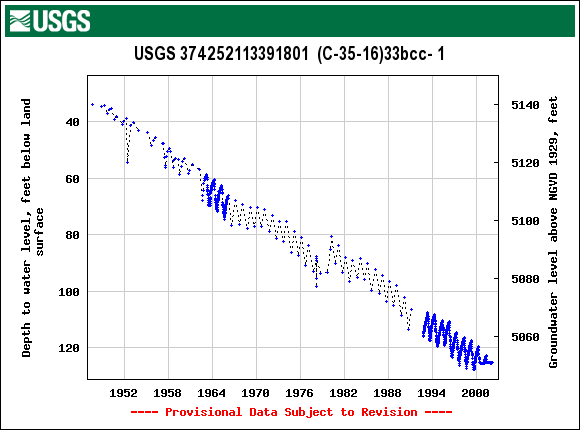 USGS
USGS 374252113391801 (C-35-16)33bcc- 1
Depth to water level, feet below land
surface
40
60
80
100
120
5140
5120
5100
5080
5060
Groundwater level above NGVD 1929, feet
1952 1958 1964 1970 1976 1982 1988 1994 2000
---- Provisional Data Subject to Revision ----